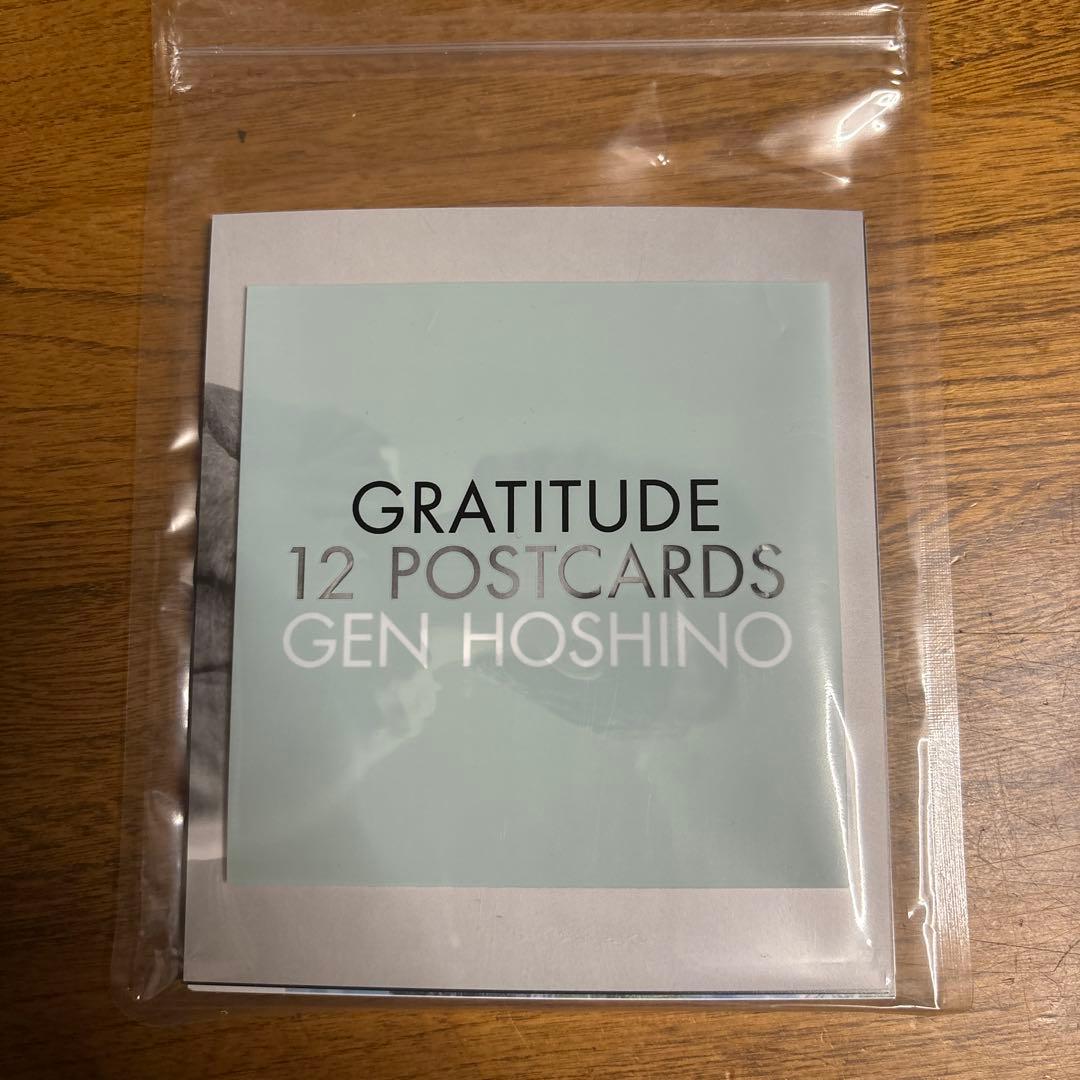 GRATITUDE
12 POSTCARDS
GEN HOSHINO